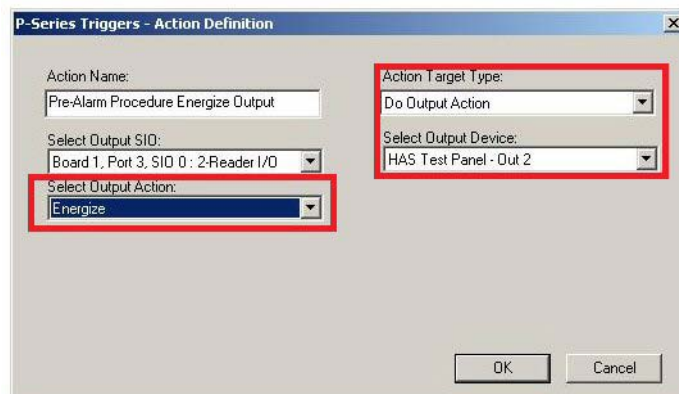 P-Series Triggers - Action Definition
Action Name:
Pre-Alarm Procedure Energize Output
Action Target Type:
Do Output Action
Select Output SIO:
Board 1, Port 3, SIO 0 : 2-Reader I/O
Select Output Device:
HAS Test Panel - Out 2
Select Output Action:
Energize
OK
Cancel